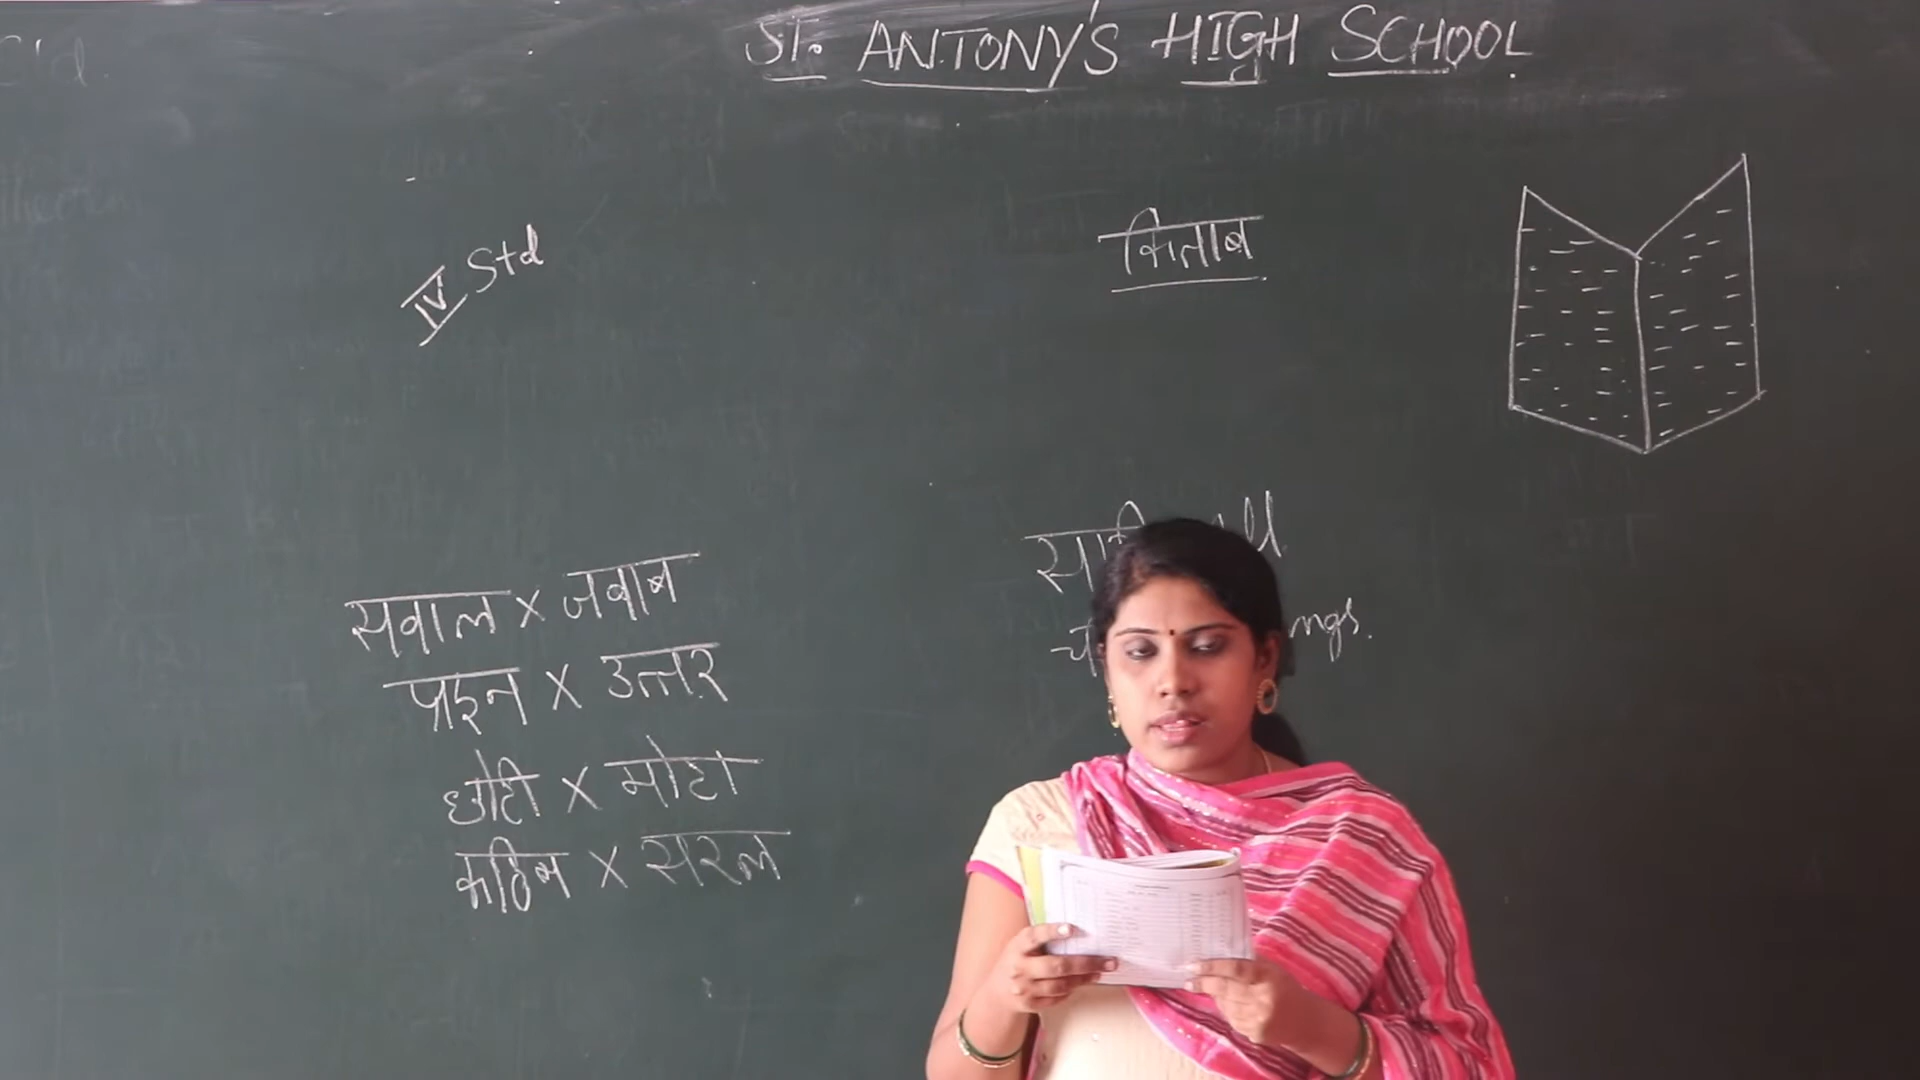 ST. ANTONY'S HIGH SCHOOL
IV Std
किताब
सवाल x जवाब
प्रश्न x उत्तर
छोटी x मोटा
कठिन x सरल